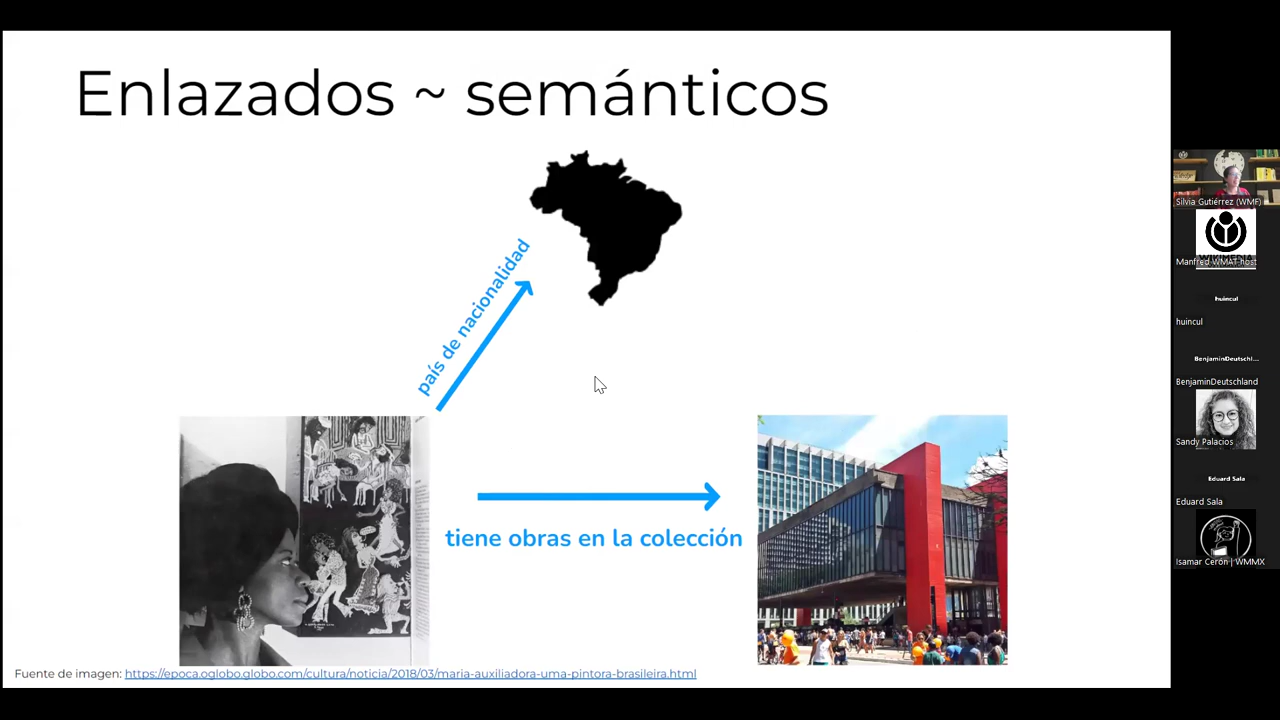 Enlazados ~ semánticos
país de nacionalidad
tiene obras en la colección
Fuente de imagen: https://epoca.oglobo.globo.com/cultura/noticia/2018/03/maria-auxiliadora-uma-pintora-brasileira.html
Silvia Gutiérrez (WMF)
WIKIMEDIA
Manfred WMAT host
huincul
huincul
BenjaminDeutschl...
BenjaminDeutschland
Sandy Palacios
Eduard Sala
Eduard Sala
Isamar Cerón | WMMX